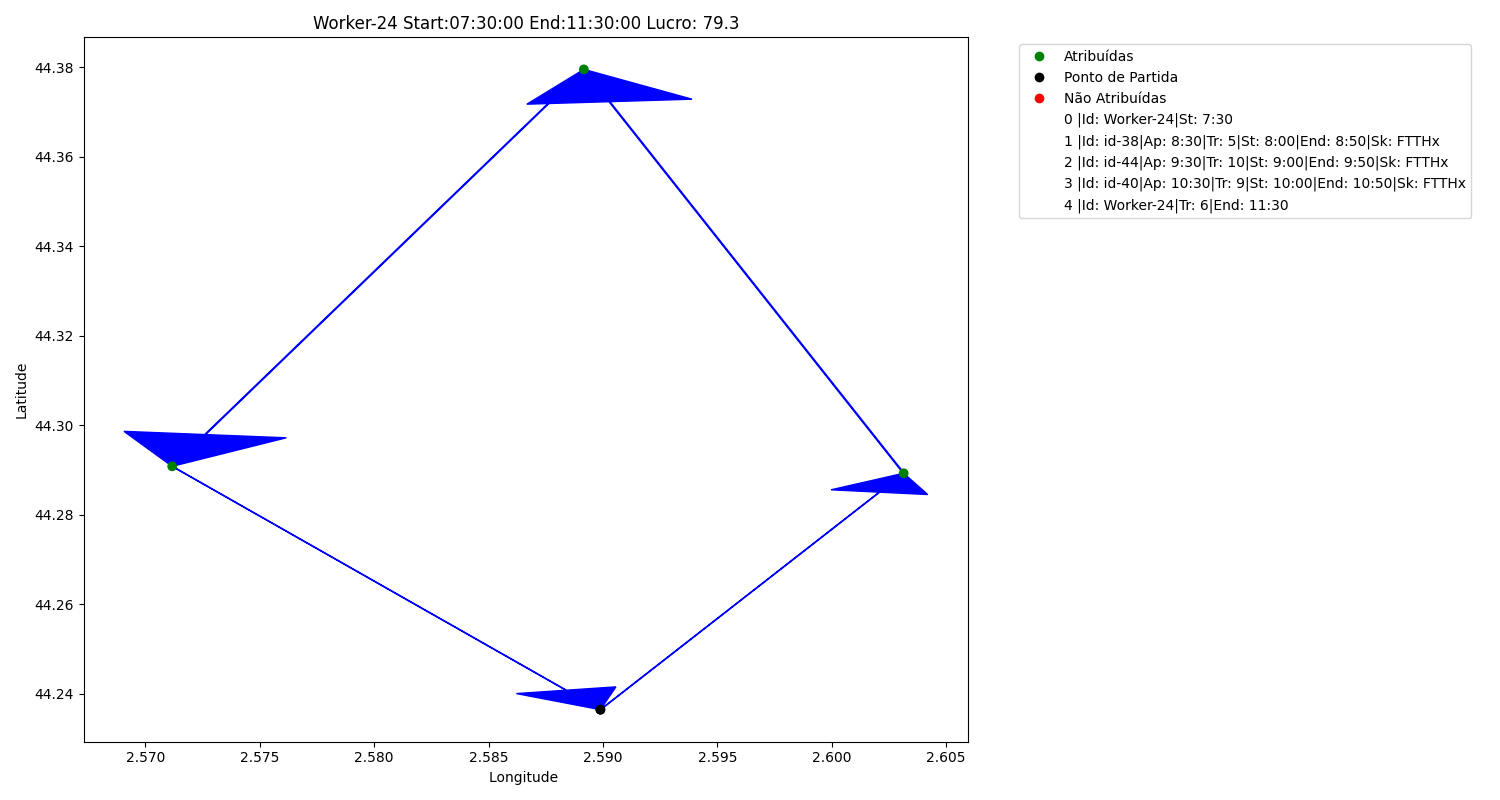 Worker-24 Start:07:30:00 End:11:30:00 Lucro: 79.3
44.38
44.36
44.34
44.32
44.30
44.28
44.26
44.24
Latitude
2.570 2.575 2.580 2.585 2.590 2.595 2.600 2.605
Longitude
Atribuídas
Ponto de Partida
Não Atribuídas
0 |Id: Worker-24|St: 7:30
1 |Id: id-38|Ap: 8:30|Tr: 5|St: 8:00|End: 8:50|Sk: FTTHx
2 |Id: id-44|Ap: 9:30|Tr: 10|St: 9:00|End: 9:50|Sk: FTTHx
3 |Id: id-40|Ap: 10:30|Tr: 9|St: 10:00|End: 10:50|Sk: FTTHx
4 |Id: Worker-24|Tr: 6|End: 11:30